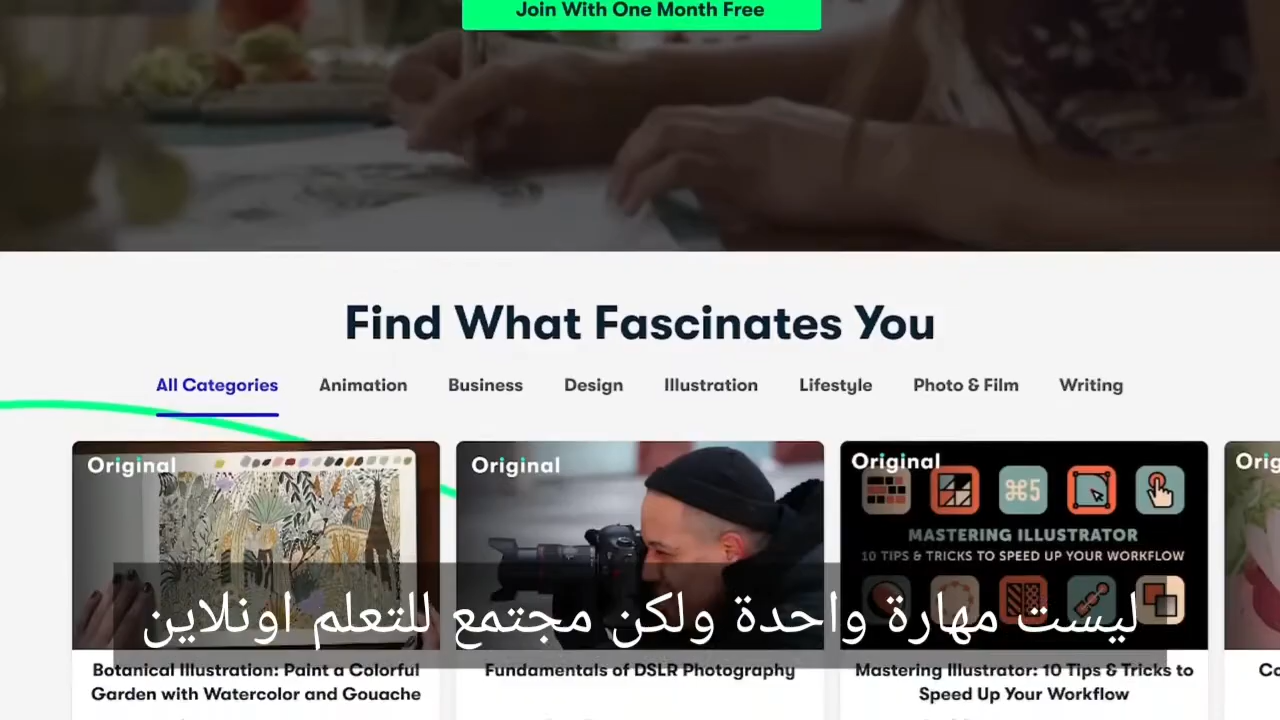 Join With One Month Free
Find What Fascinates You
All Categories Animation Business Design Illustration Lifestyle Photo & Film Writing
Original
Original
Original
⌘5
MASTERING ILLUSTRATOR
10 TIPS & TRICKS TO SPEED UP YOUR WORKFLOW
ليست مهارة واحدة ولكن مجتمع للتعلم اونلاين
Botanical Illustration: Paint a Colorful
Garden with Watercolor and Gouache
Fundamentals of DSLR Photography
Mastering Illustrator: 10 Tips & Tricks to
Speed Up Your Workflow